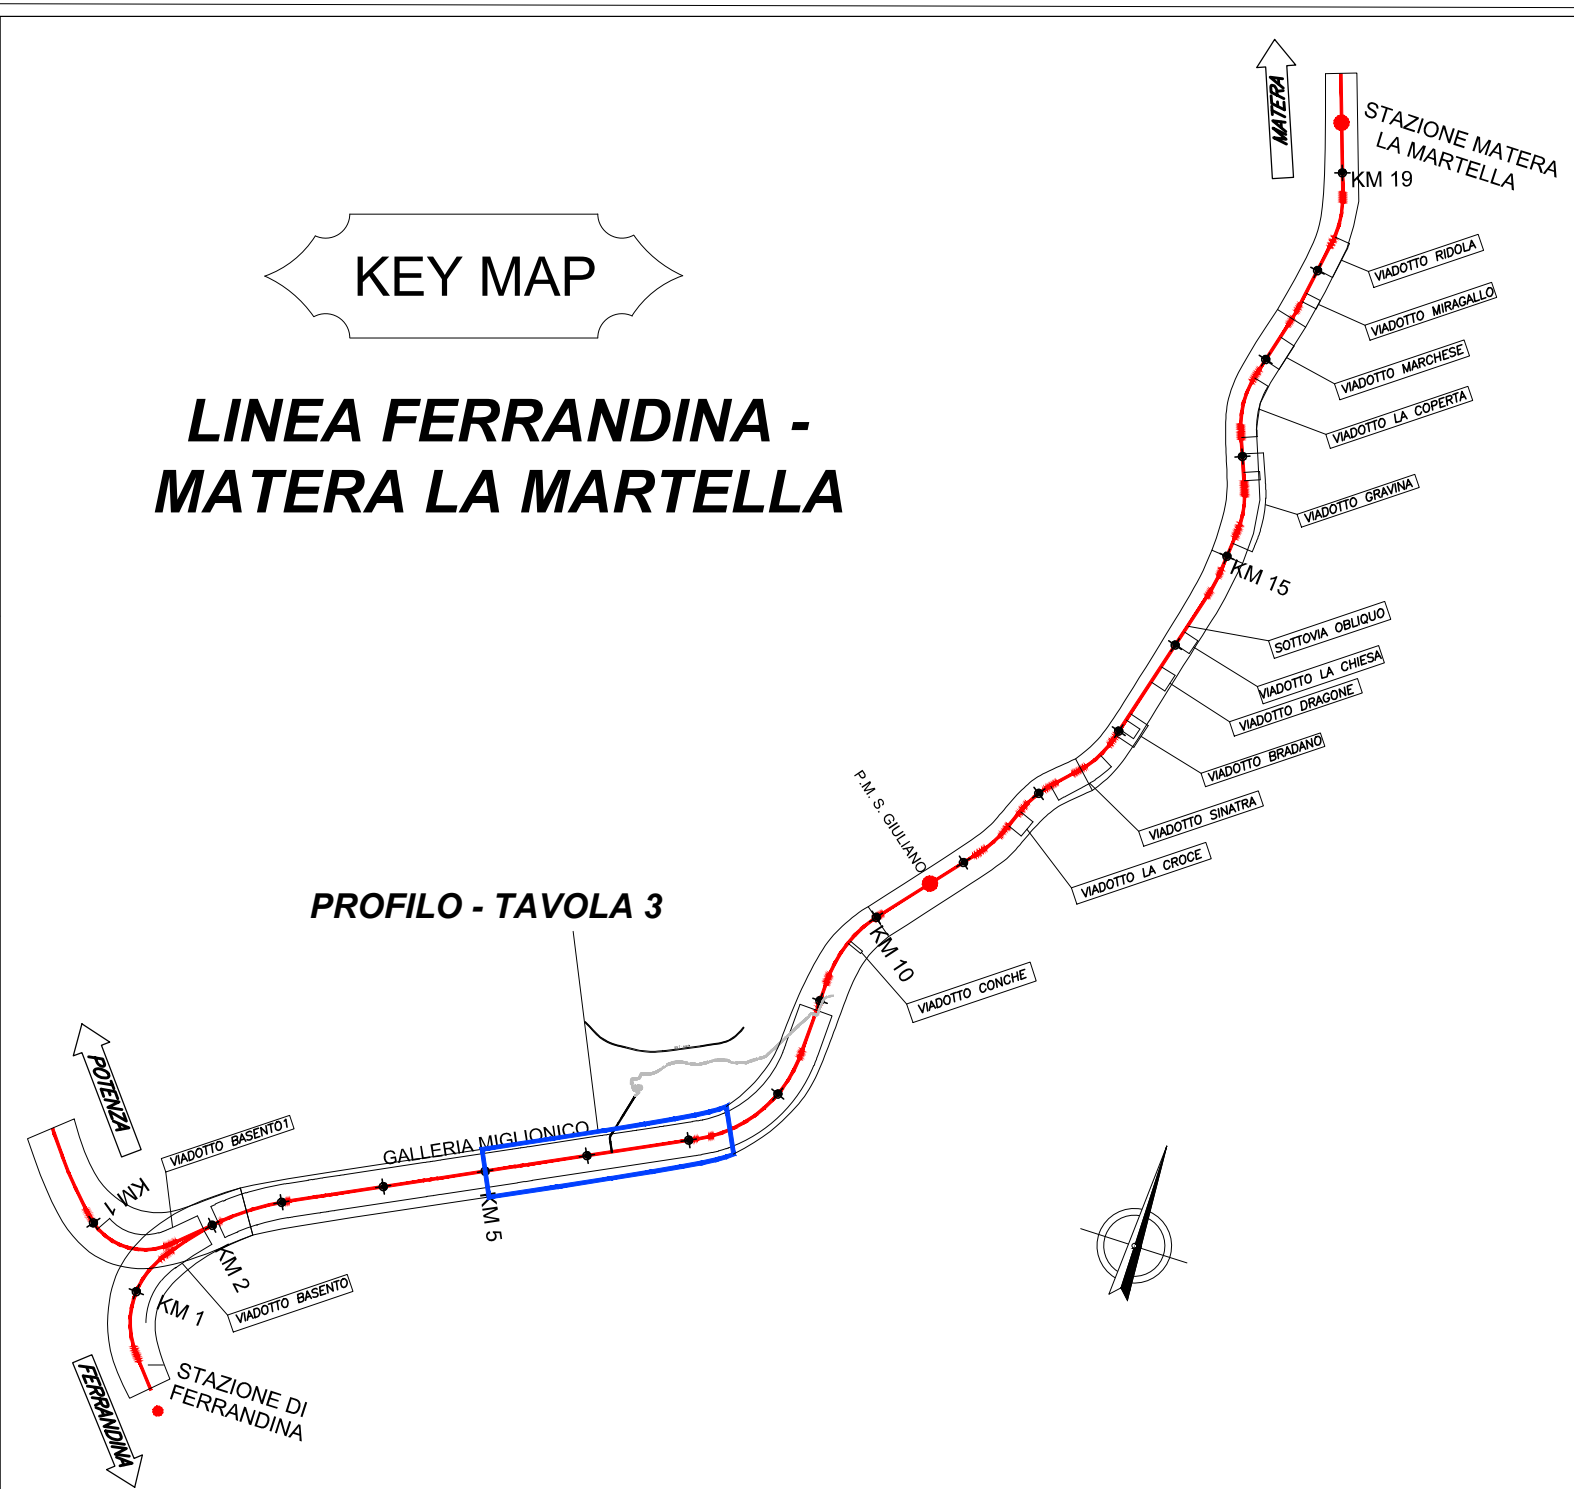 MATERA
STAZIONE MATERA
LA MARTELLA
KM 19
KEY MAP
VIADOTTO RIDOLA
VIADOTTO MIRAGALLO
VIADOTTO MARCHESE
VIADOTTO LA COPERTA
LINEA FERRANDINA -
MATERA LA MARTELLA
VIADOTTO GRAVINA
KM 15
SOTTOVIA OBLIQUO
VIADOTTO LA CHIESA
VIADOTTO DRAGONE
VIADOTTO BRADANO
P.M. S. GIULIANO
VIADOTTO SINATRA
VIADOTTO LA CROCE
PROFILO - TAVOLA 3
KM 10
VIADOTTO CONCHE
POTENZA
VIADOTTO BASENTO1
GALLERIA MIGLIONICO
KM 1
KM 5
KM 2
KM 1
VIADOTTO BASENTO
FERRANDINA
STAZIONE DI
FERRANDINA